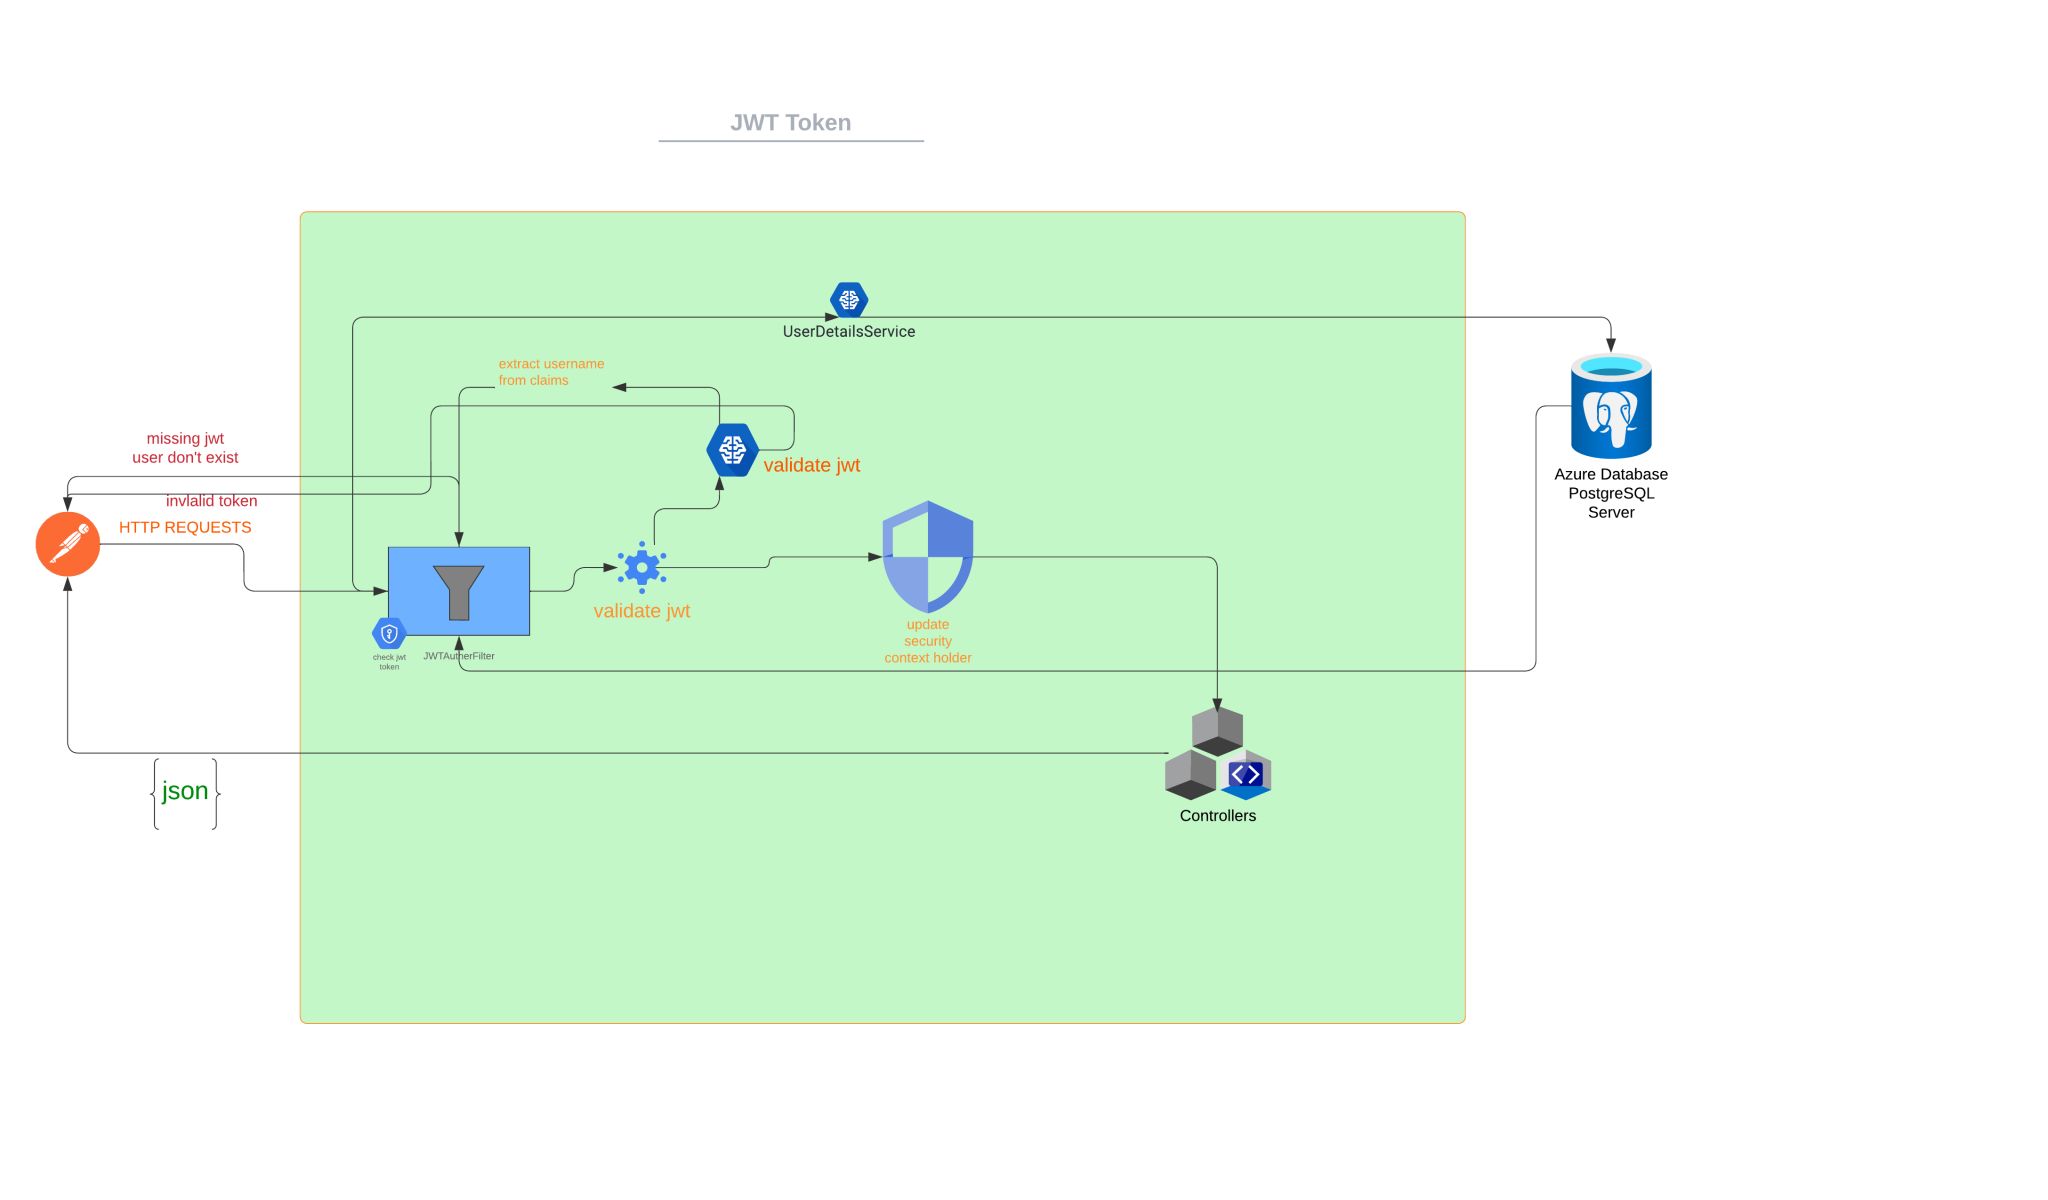 JWT Token
UserDetailsService
extract username
from claims
missing jwt
user don't exist
validate jwt
invlalid token
HTTP REQUESTS
Azure Database
PostgreSQL
Server
validate jwt
update
security
context holder
check jwt
token
JWTAutherFilter
json
Controllers